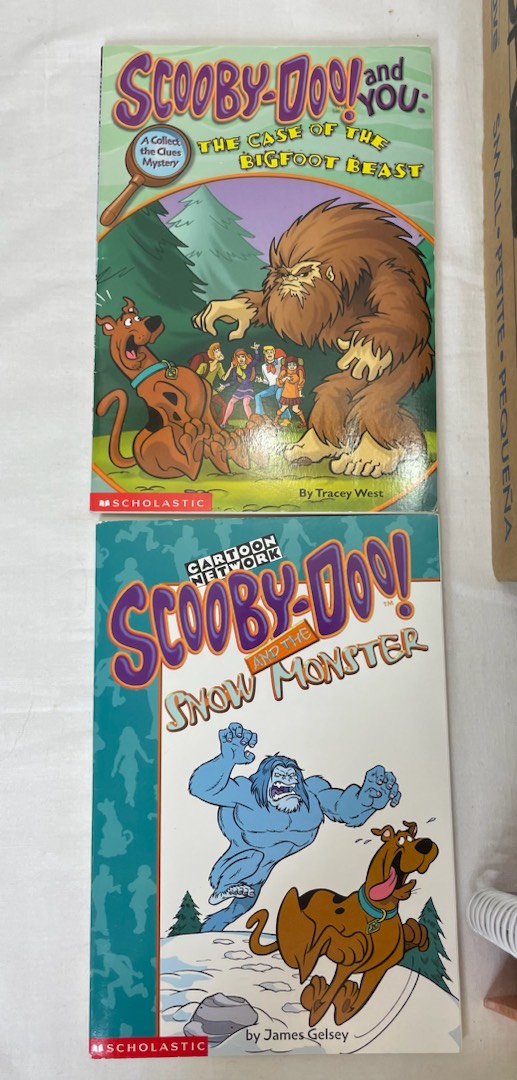 SCOOBY-DOO! and
YOU:
A Collect
the Clues
Mystery
THE CASE OF THE
BIGFOOT BEAST
By Tracey West
SCHOLASTIC
CARTOON
NETWORK
SCOOBY-DOO!
TM
AND THE
SNOW MONSTER
by James Gelsey
SCHOLASTIC
SMALL • PETITE • PEQUEÑA